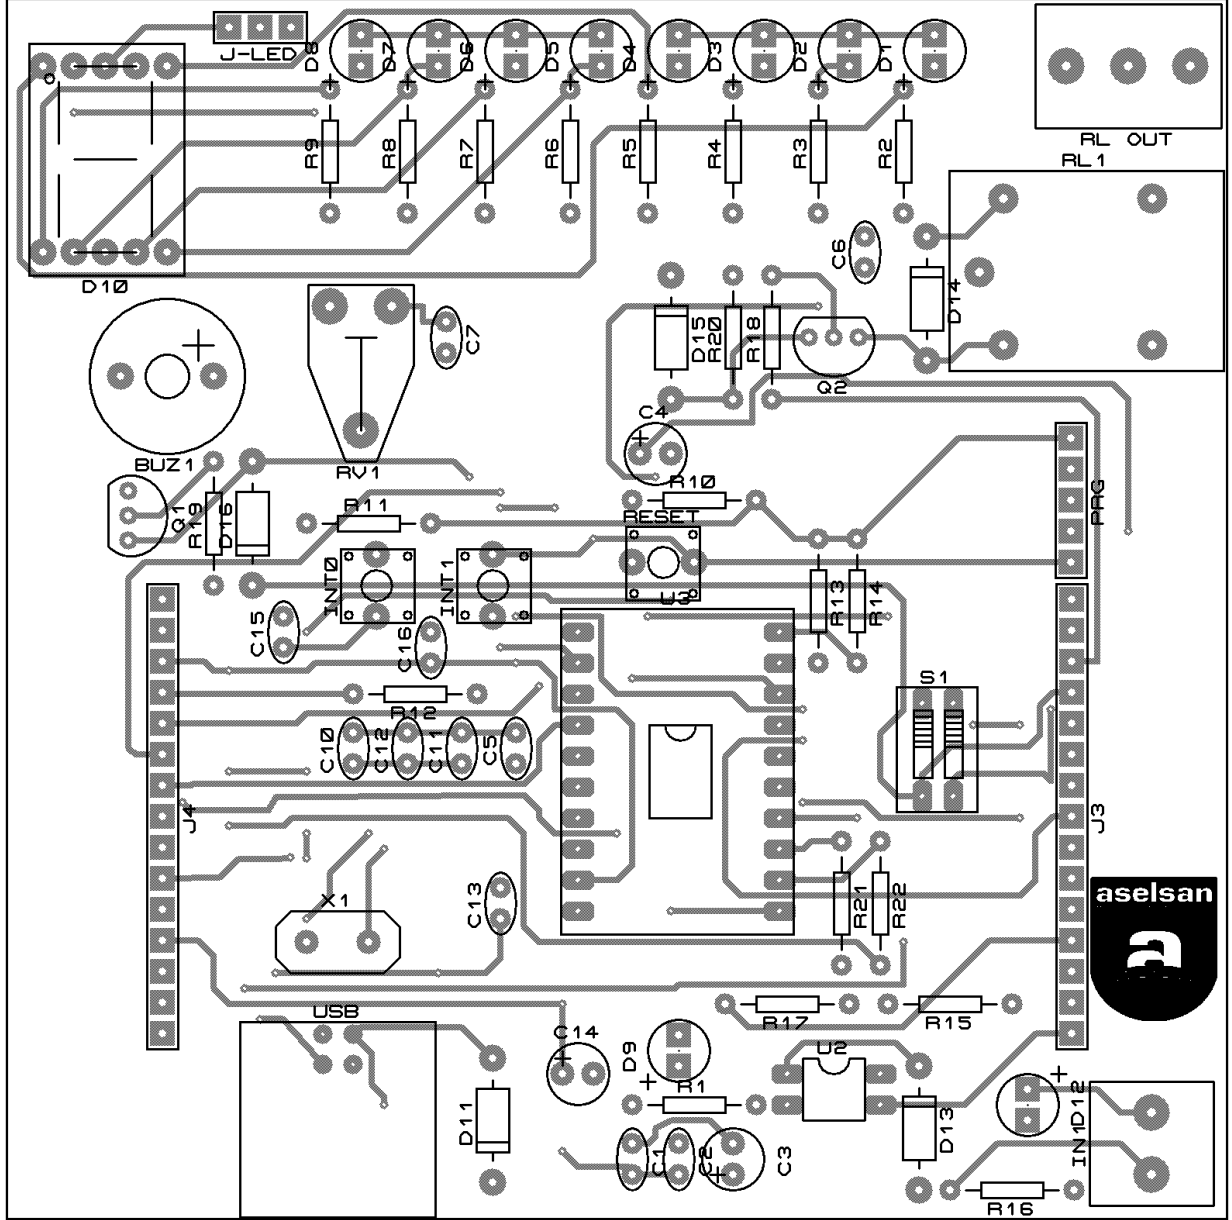 J-LED
D8
D7
D6
D5
D4
D3
D2
D1
R9
R8
R7
R6
R5
R4
R3
R2
RL OUT
RL1
D10
C6
D14
C7
D15
R20
R18
Q2
BUZ1
RV1
C4
Q1
R19
D16
R11
R10
RESET
PRG
INT0
INT1
U3
R13
R14
C15
C16
R12
S1
C10
C12
C11
C5
J4
J3
X1
C13
R21
R22
aselsan
a
USB
R17
R15
C14
D9
U2
R1
D11
D13
D12
IN1
C1
C2
C3
R16